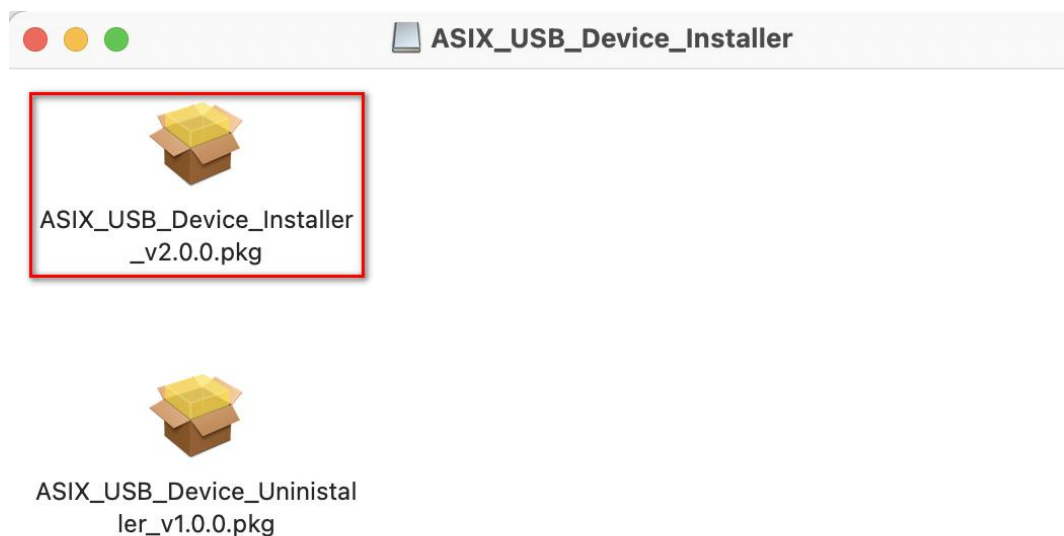 ASIX_USB_Device_Installer
ASIX_USB_Device_Installer
_v2.0.0.pkg
ASIX_USB_Device_Uninistal
ler_v1.0.0.pkg